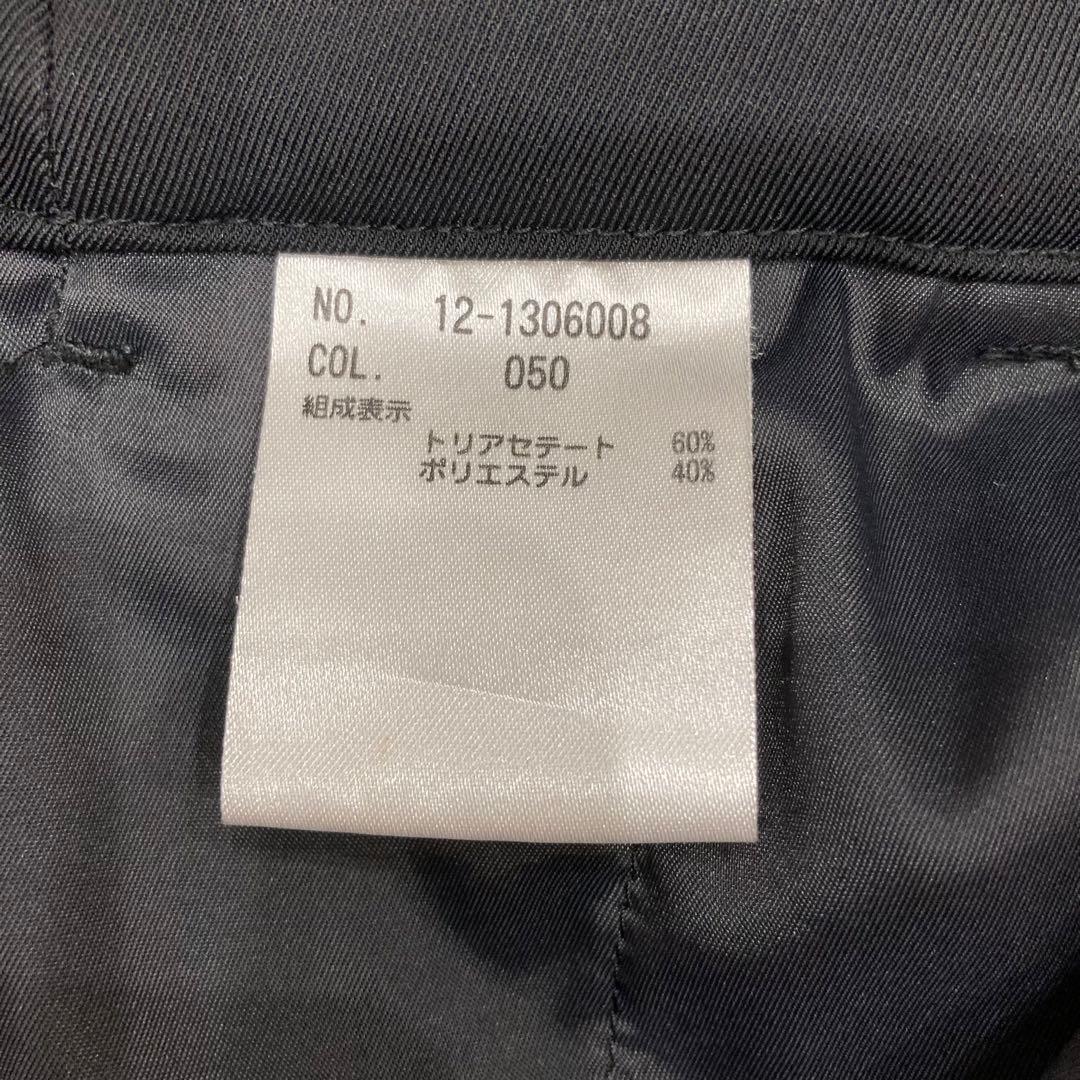 NO. 12-1306008
COL. 050
組成表示
トリアセテート 60%
ポリエステル 40%